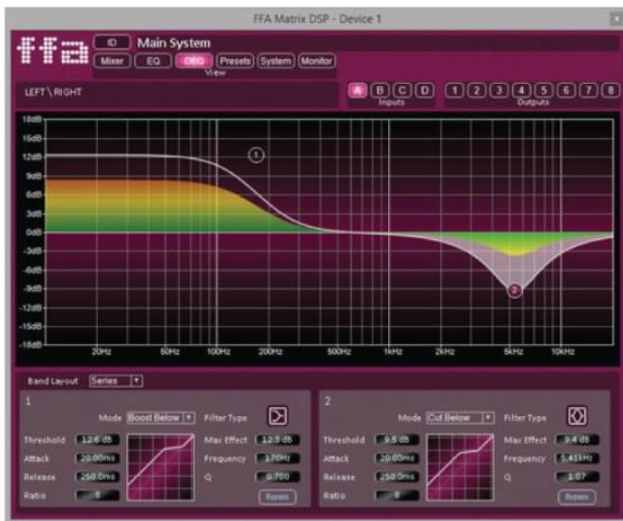 FFA Matrix DSP - Device 1
ffa
ID Main System
Mixer EQ DEQ Presets System Monitor
View
LEFT \ RIGHT
A B C D 1 2 3 4 5 6 7 8
Inputs Outputs
18dB
12dB
9dB
6dB
3dB
0dB
-3dB
-6dB
-9dB
-12dB
-15dB
-18dB
1
2
20Hz 50Hz 100Hz 200Hz 500Hz 1kHz 2kHz 5kHz 10kHz
Band Layout Series
1
Mode Boost Below Filter Type
Threshold 12.6 dB Max Effect 12.3 dB
Attack 20.00ms Frequency 170Hz
Release 250.0ms Q 0.700
Ratio 8 Bypass
2
Mode Cut Below Filter Type
Threshold 9.5 dB Max Effect 9.4 dB
Attack 20.00ms Frequency 5.41kHz
Release 250.0ms Q 1.07
Ratio 8 Bypass